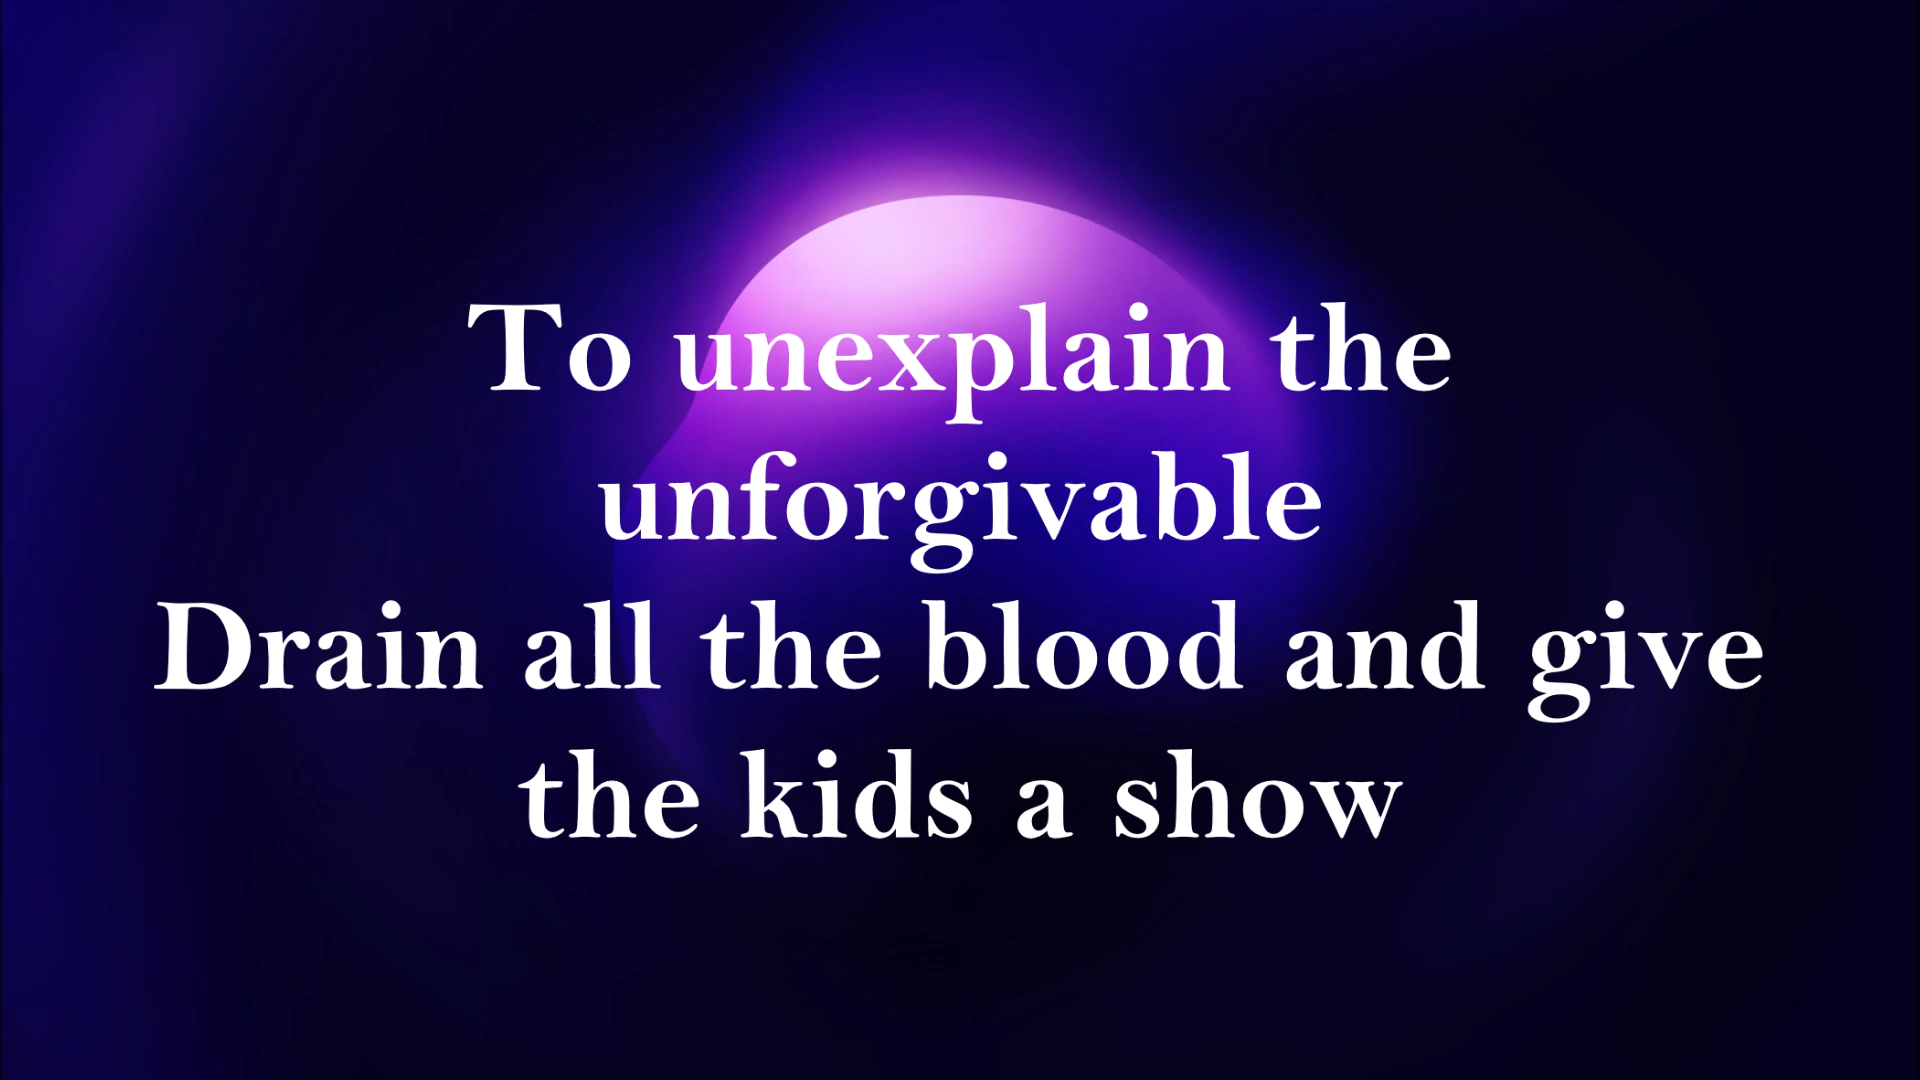 To unexplain the
unforgivable
Drain all the blood and give
the kids a show